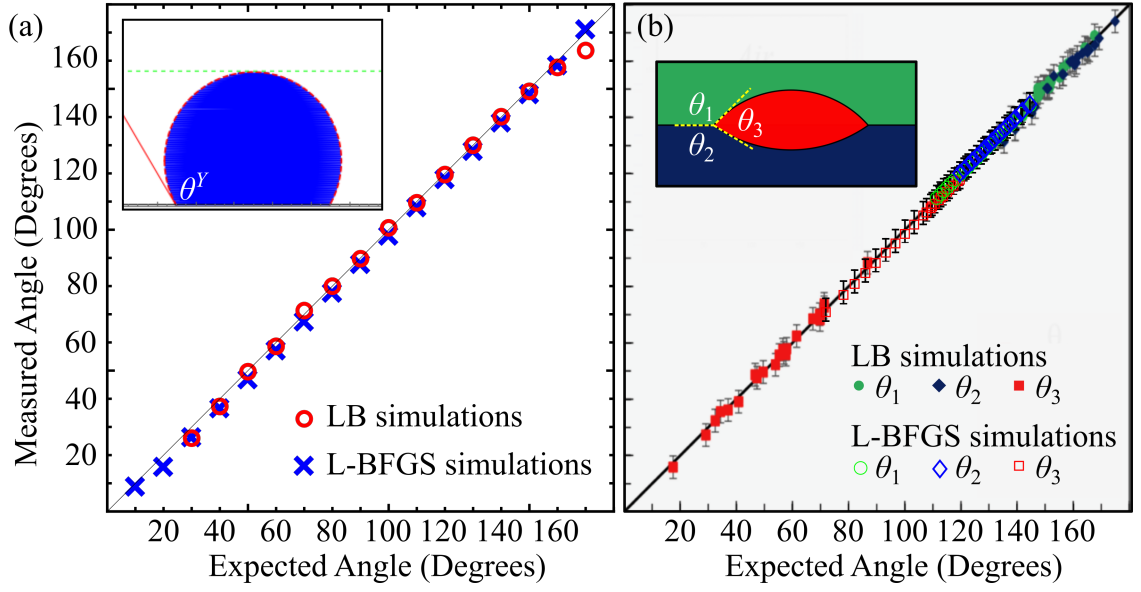 (a)
(b)
Measured Angle (Degrees)
160
140
120
100
80
60
40
20
θ^Y
LB simulations
L-BFGS simulations
20 40 60 80 100 120 140 160
Expected Angle (Degrees)
θ₁
θ₂
θ₃
LB simulations
θ₁ θ₂ θ₃
L-BFGS simulations
θ₁ θ₂ θ₃
20 40 60 80 100 120 140 160
Expected Angle (Degrees)